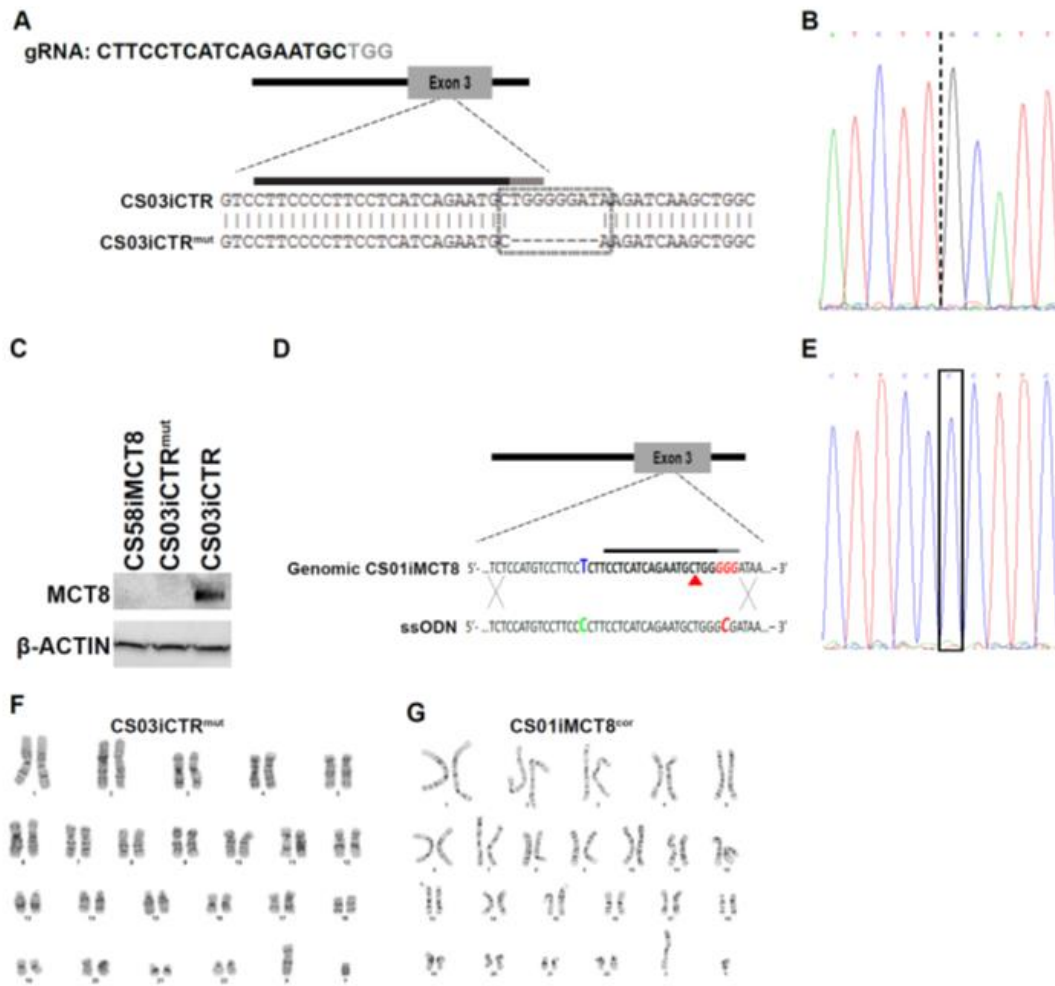 A
gRNA: CTTCCTCATCAGAATGCTGG
Exon 3
CS03iCTR GTCCTTCCCCTTCCTCATCAGAATGCTGGGGGATAAGATCAAGCTGGC
CS03iCTRmut GTCCTTCCCCTTCCTCATCAGAATGC--------AAGATCAAGCTGGC
B
C
CS58iMCT8
CS03iCTRmut
CS03iCTR
MCT8
β-ACTIN
D
Exon 3
Genomic CS01iMCT8 5'- ...TCTCCATGTCCTTCCTCTTCCTCATCAGAATGCTGGGGGATAA...- 3'
ssODN 5'- ...TCTCCATGTCCTTCCCCTTCCTCATCAGAATGCTGGGCGATAA...- 3'
E
F
CS03iCTRmut
G
CS01iMCT8cor